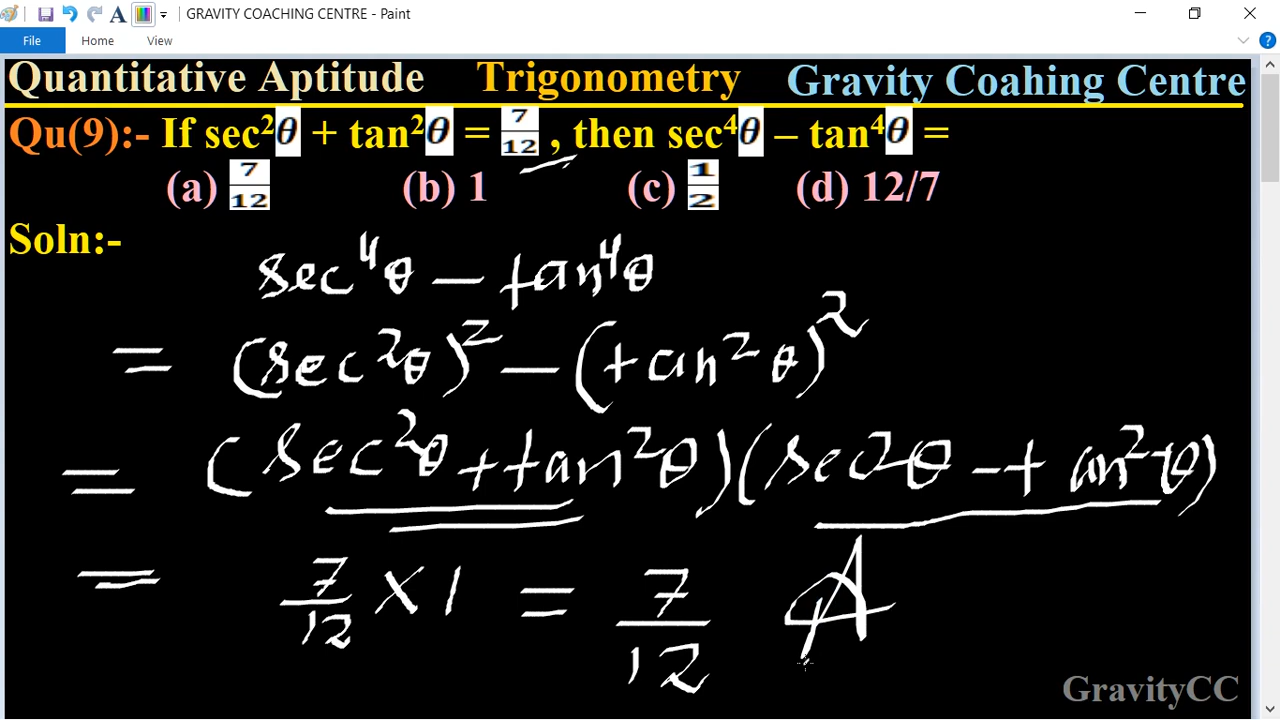 GRAVITY COACHING CENTRE - Paint
File Home View
Quantitative Aptitude Trigonometry Gravity Coahing Centre
Qu(9):- If sec²θ + tan²θ = 7/12 , then sec⁴θ – tan⁴θ =
(a) 7/12 (b) 1 (c) 1/2 (d) 12/7
Soln:-
sec⁴θ – tan⁴θ
= (sec²θ)² – (tan²θ)²
= (sec²θ + tan²θ)(sec²θ - tan²θ)
= 7/12 × 1 = 7/12 A
GravityCC